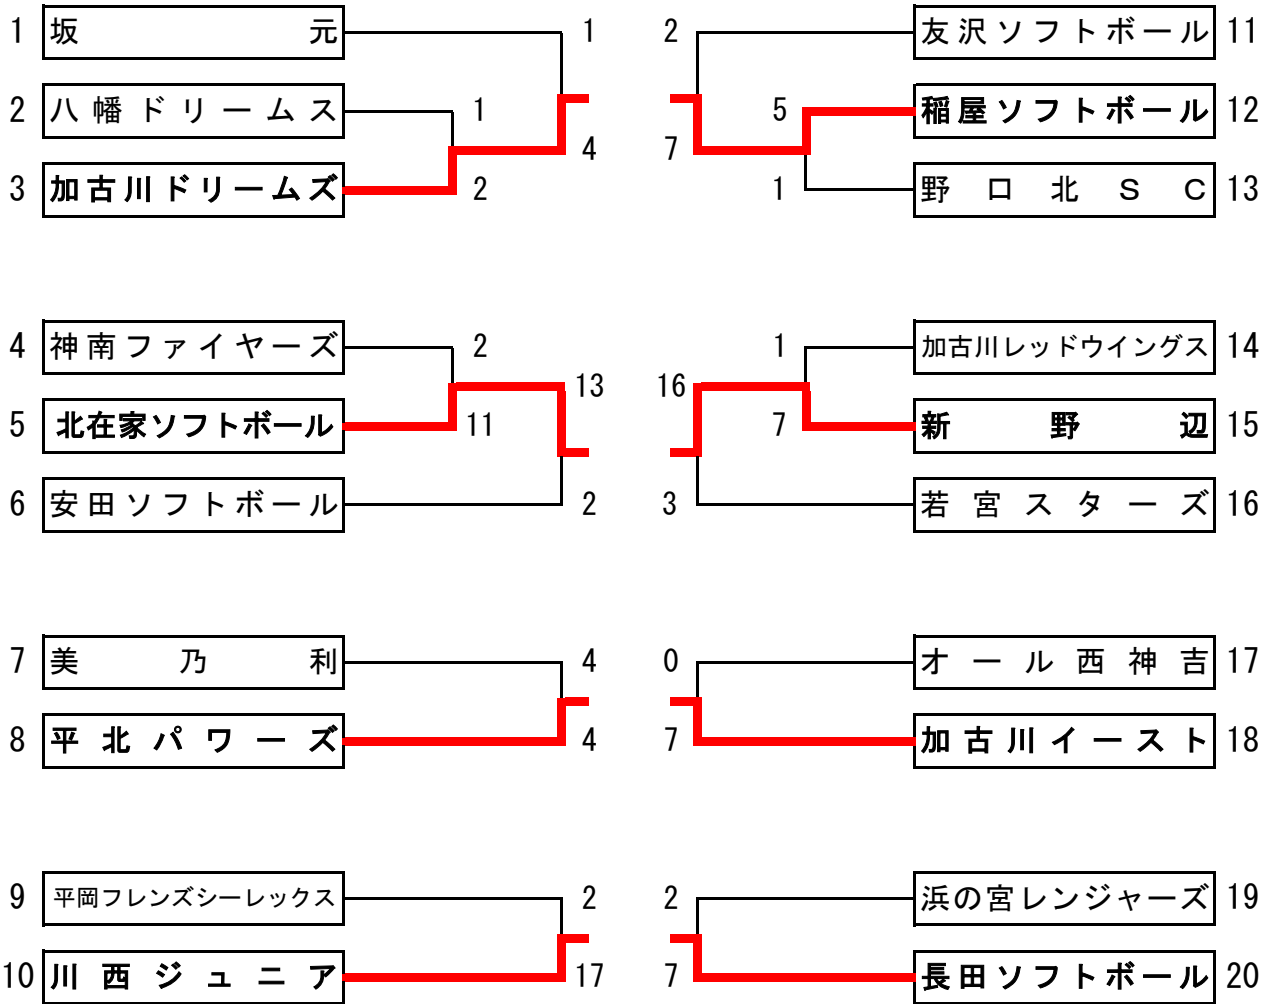 1 坂元 1 2 友沢ソフトボール 11
2 八幡ドリームス 1 5 稲屋ソフトボール 12
4 7
3 加古川ドリームズ 2 1 野口北ＳＣ 13
4 神南ファイヤーズ 2 1 加古川レッドウイングス 14
13 16
5 北在家ソフトボール 11 7 新野辺 15
6 安田ソフトボール 2 3 若宮スターズ 16
7 美乃利 4 0 オール西神吉 17
8 平北パワーズ 4 7 加古川イースト 18
9 平岡フレンズシーレックス 2 2 浜の宮レンジャーズ 19
10 川西ジュニア 17 7 長田ソフトボール 20